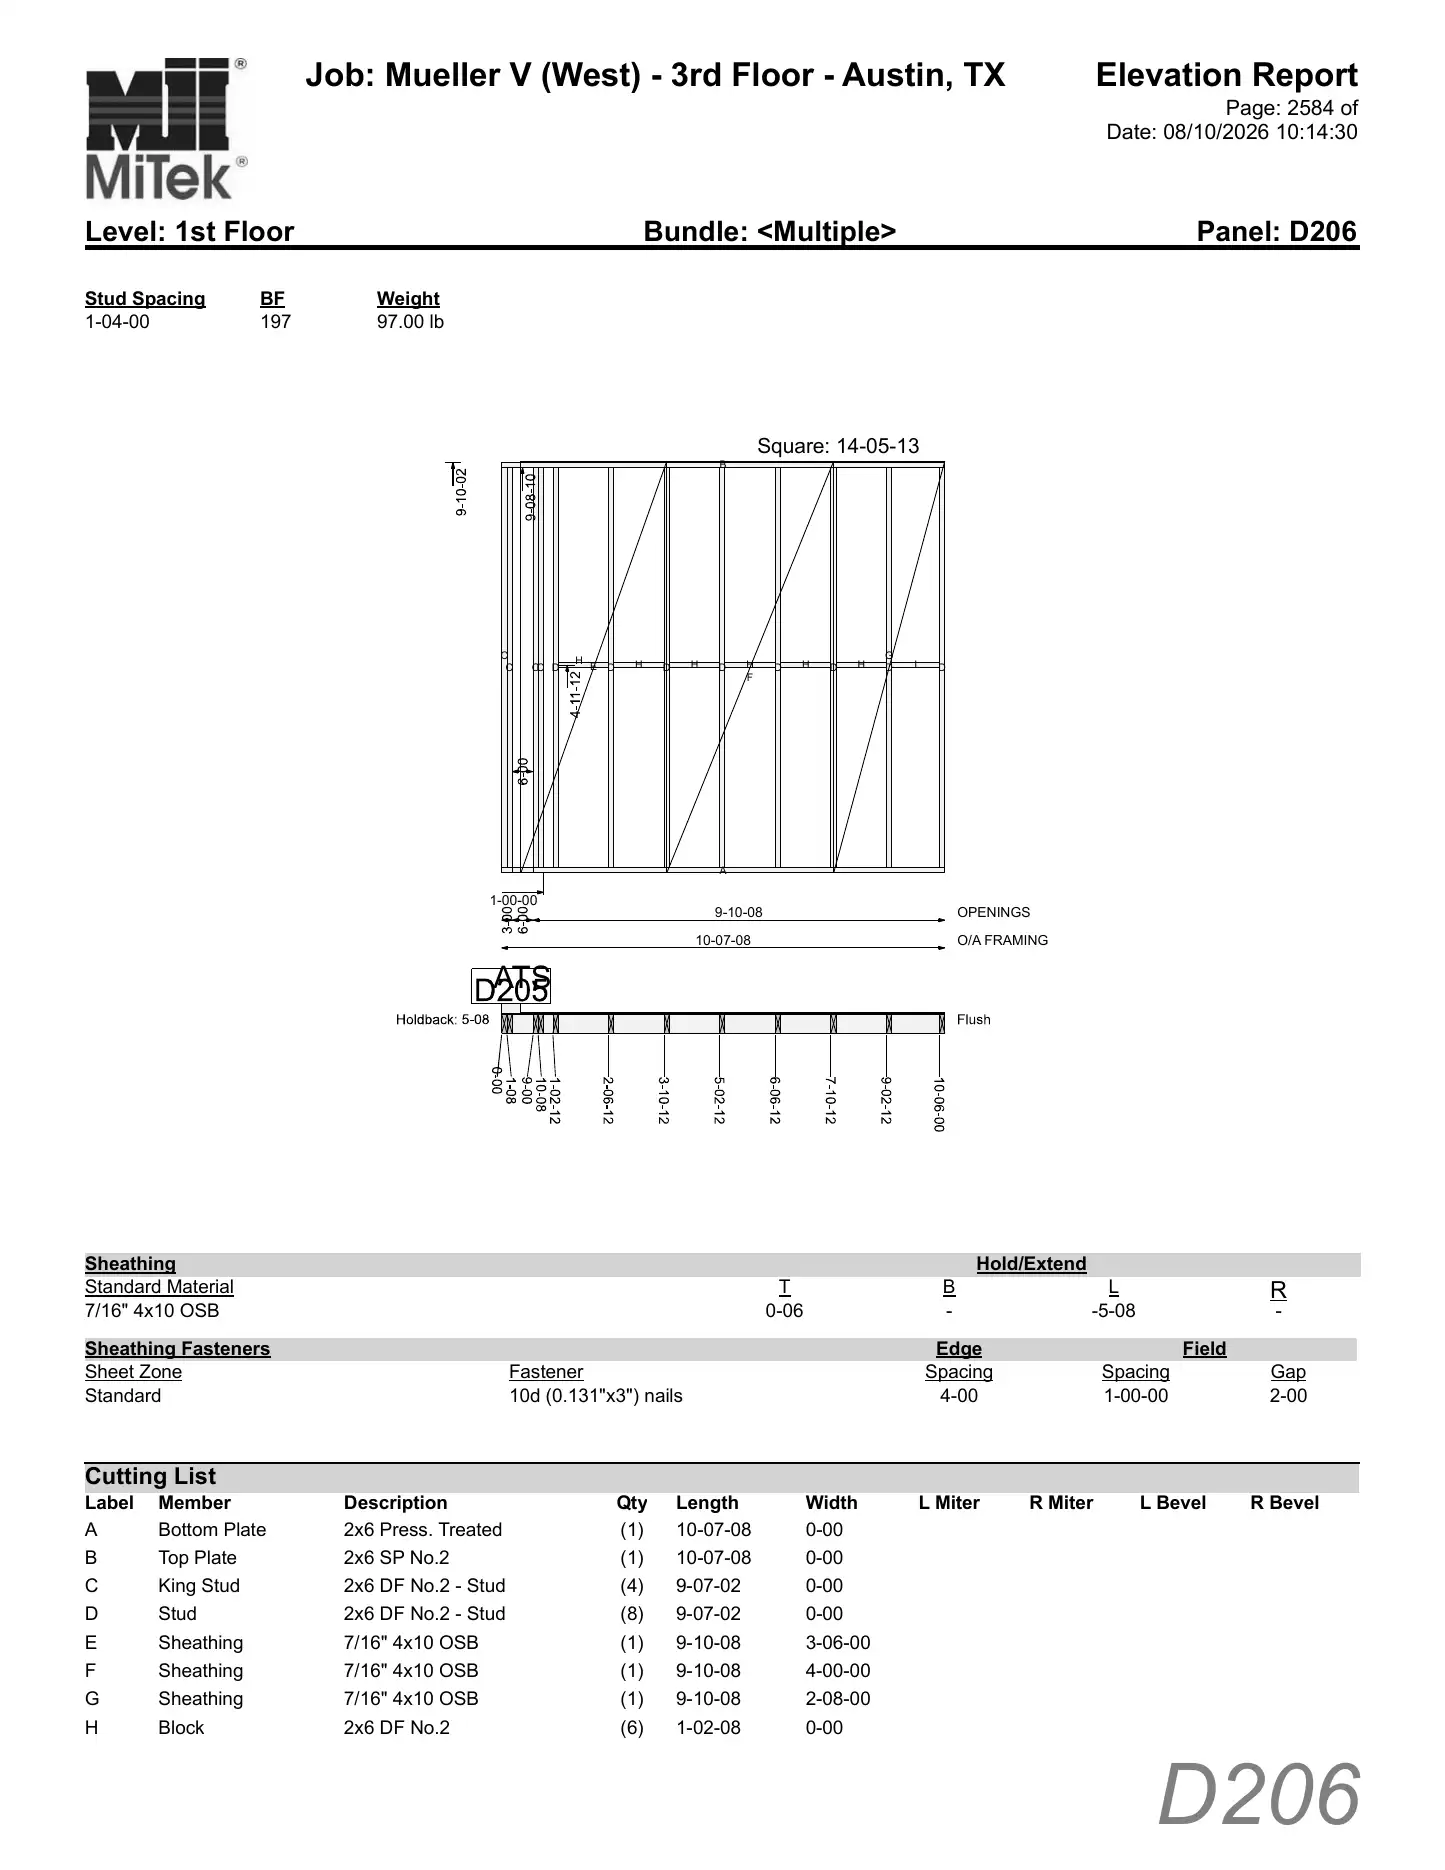 Job: Mueller V (West) - 3rd Floor - Austin, TX
Elevation Report
Page: 2584 of
Date: 08/10/2026 10:14:30
MiTek®
Level: 1st Floor Bundle: <Multiple> Panel: D206
Stud Spacing BF Weight
1-04-00 197 97.00 lb
Square: 14-05-13
B
9-10-02
9-08-10
C
C C C D H E D H D H D H D H D H D I D
G
F
4-11-12
6-00
A
1-00-00
3-00 6-00 9-10-08 OPENINGS
10-07-08 O/A FRAMING
ATS
D205
Holdback: 5-08 Flush
0-00 1-08 9-00 10-08 1-02-12 2-06-12 3-10-12 5-02-12 6-06-12 7-10-12 9-02-12 10-06-00
Sheathing Hold/Extend
Standard Material T B L R
7/16" 4x10 OSB 0-06 - -5-08 -
Sheathing Fasteners Edge Field
Sheet Zone Fastener Spacing Spacing Gap
Standard 10d (0.131"x3") nails 4-00 1-00-00 2-00
Cutting List
Label Member Description Qty Length Width L Miter R Miter L Bevel R Bevel
A Bottom Plate 2x6 Press. Treated (1) 10-07-08 0-00
B Top Plate 2x6 SP No.2 (1) 10-07-08 0-00
C King Stud 2x6 DF No.2 - Stud (4) 9-07-02 0-00
D Stud 2x6 DF No.2 - Stud (8) 9-07-02 0-00
E Sheathing 7/16" 4x10 OSB (1) 9-10-08 3-06-00
F Sheathing 7/16" 4x10 OSB (1) 9-10-08 4-00-00
G Sheathing 7/16" 4x10 OSB (1) 9-10-08 2-08-00
H Block 2x6 DF No.2 (6) 1-02-08 0-00
D206